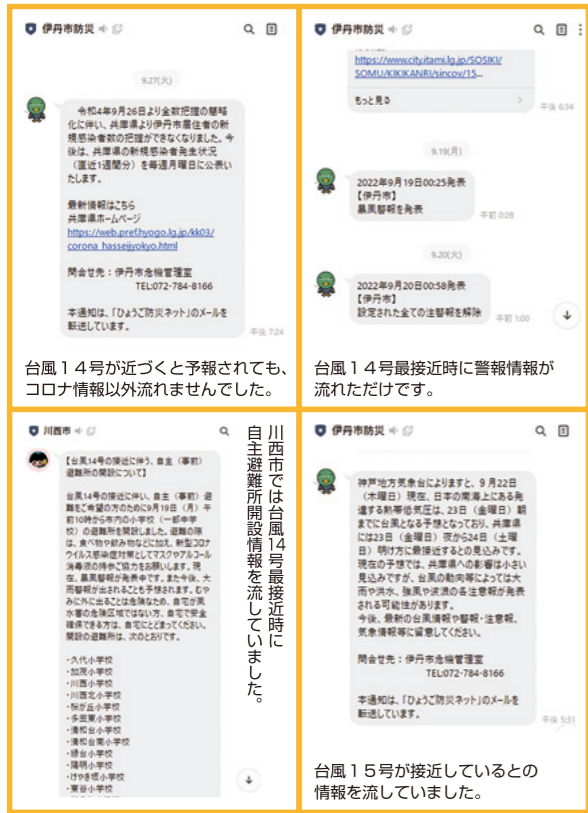 伊丹市防災
9.27(火)
令和4年9月26日より全数把握の簡略
化に伴い、兵庫県より伊丹市居住者の新
規感染者数の把握ができなくなりました。今
後は、兵庫県の新規感染者発生状況
（直近1週間分）を毎週月曜日に公表い
たします。
最新情報はこちら
兵庫県ホームページ
https://web.pref.hyogo.lg.jp/kk03/
corona_hasseijyokyo.html
問合せ先：伊丹市危機管理室
TEL:072-784-8166
本通知は、「ひょうご防災ネット」のメールを
転送しています。
午後 7:24
台風１４号が近づくと予報されても、
コロナ情報以外流れませんでした。
伊丹市防災
https://www.city.itami.lg.jp/SOSIKI/
SOMU/KIKIKANRI/sincov/15...
もっと見る
午後 6:34
9.19(月)
2022年9月19日00:25発表
【伊丹市】
暴風警報を発表
午前 0:28
9.20(火)
2022年9月20日00:58発表
【伊丹市】
設定された全ての注警報を解除
午前 1:00
台風１４号最接近時に警報情報が
流れただけです。
川西市
【台風14号の接近に伴う、自主（事前）
避難所の開設について】
台風14号の接近に伴い、自主（事前）避
難をご希望の方のために9月19日（月）午
前10時から市内の小学校（一部中学
校）の避難所を開設しました。避難の際
は、食べ物や飲み物などに加え、新型コロナ
ウイルス感染症対策としてマスクやアルコール
消毒液の持参ご協力をお願いします。現
在、暴風警報が発表中です。また今後、大
雨警報が出されることも予想されます。むや
みに外に出ることは危険なため、自宅が風
水害の危険区域ではない方、自宅で安全
確保できる方は、自宅にとどまってください。
開設の避難所は、次のとおりです。
・久代小学校
・加茂小学校
・川西小学校
・川西北小学校
・桜が丘小学校
・多田東小学校
・清和台小学校
・清和台南小学校
・緑台小学校
・陽明小学校
・けやき坂小学校
・東谷小学校
川西市では台風14号最接近時に
自主避難所開設情報を流していました。
伊丹市防災
神戸地方気象台によりますと、9月22日
（木曜日）現在、日本の南海上にある発
達する熱帯低気圧は、23日（金曜日）朝
までに台風となる予想となっており、兵庫県
には23日（金曜日）夜から24日（土曜
日）明け方に最接近するとの見込みです。
現在の予想では、兵庫県への影響は小さい
見込みですが、台風の動向等によっては大
雨や洪水、強風や波浪の各注意報が発表
される可能性があります。
今後、最新の台風情報や警報・注意報、
気象情報等に留意してください。
問合せ先：伊丹市危機管理室
TEL:072-784-8166
本通知は、「ひょうご防災ネット」のメールを
転送しています。
午後 5:31
台風１５号が接近しているとの
情報を流していました。